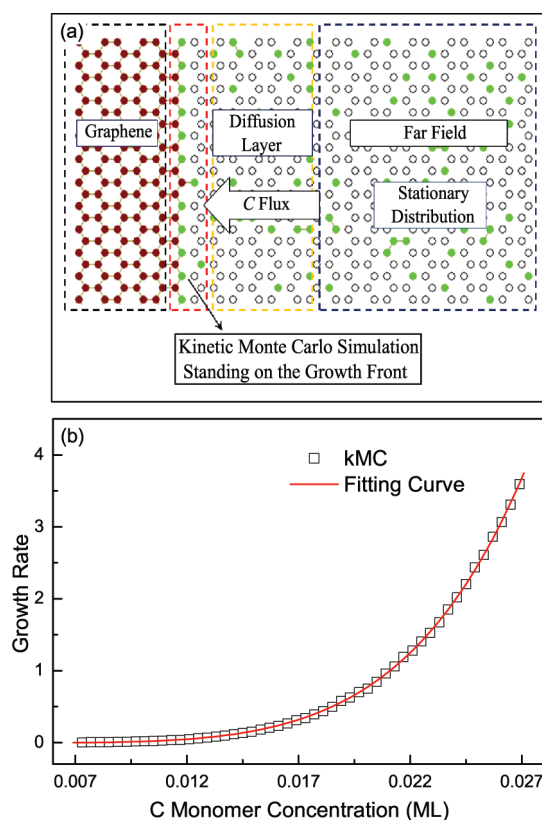 (a)
Graphene
Diffusion
Layer
Far Field
Stationary
Distribution
C Flux
Kinetic Monte Carlo Simulation
Standing on the Growth Front
(b)
kMC
Fitting Curve
Growth Rate
4
3
2
1
0
0.007
0.012
0.017
0.022
0.027
C Monomer Concentration (ML)